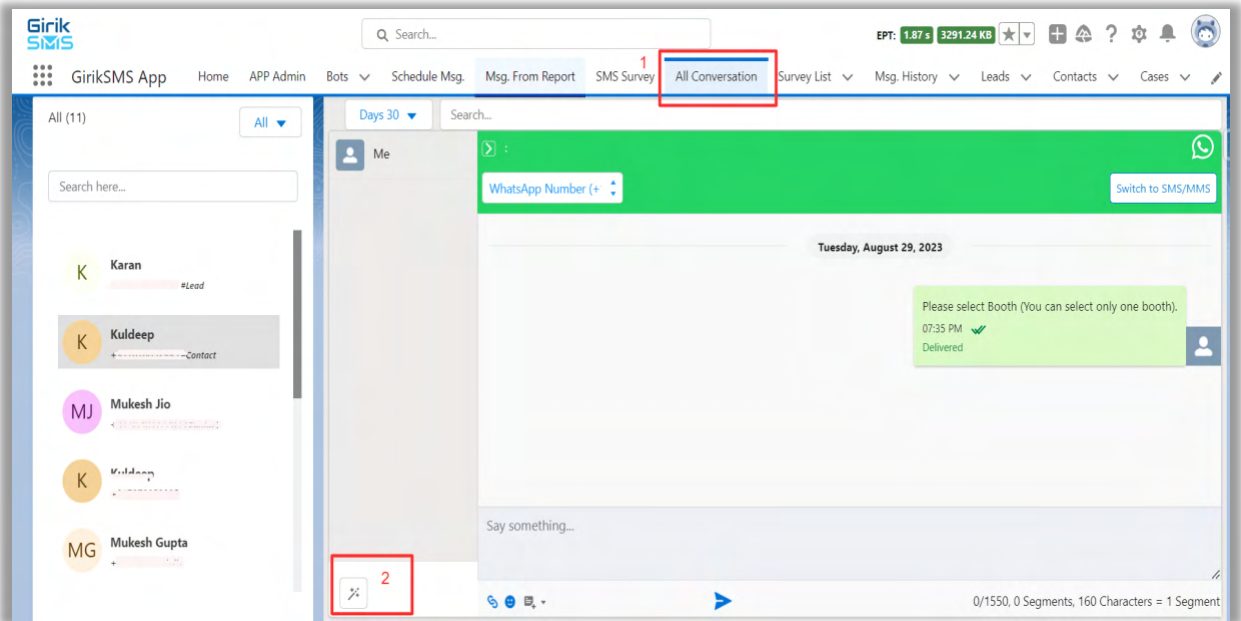 Girik
SMS
Search...
EPT: 1.87 s 3291.24 KB
GirikSMS App Home APP Admin Bots Schedule Msg. Msg. From Report SMS Survey All Conversation Survey List Msg. History Leads Contacts Cases
1
All (11)
All
Days 30
Search...
Search here...
Me
:
WhatsApp Number (+
Switch to SMS/MMS
Tuesday, August 29, 2023
Please select Booth (You can select only one booth).
07:35 PM
Delivered
K
Karan
#Lead
K
Kuldeep
+ -Contact
MJ
Mukesh Jio
K
Kuldeep
MG
Mukesh Gupta
+
Say something...
2
0/1550, 0 Segments, 160 Characters = 1 Segment